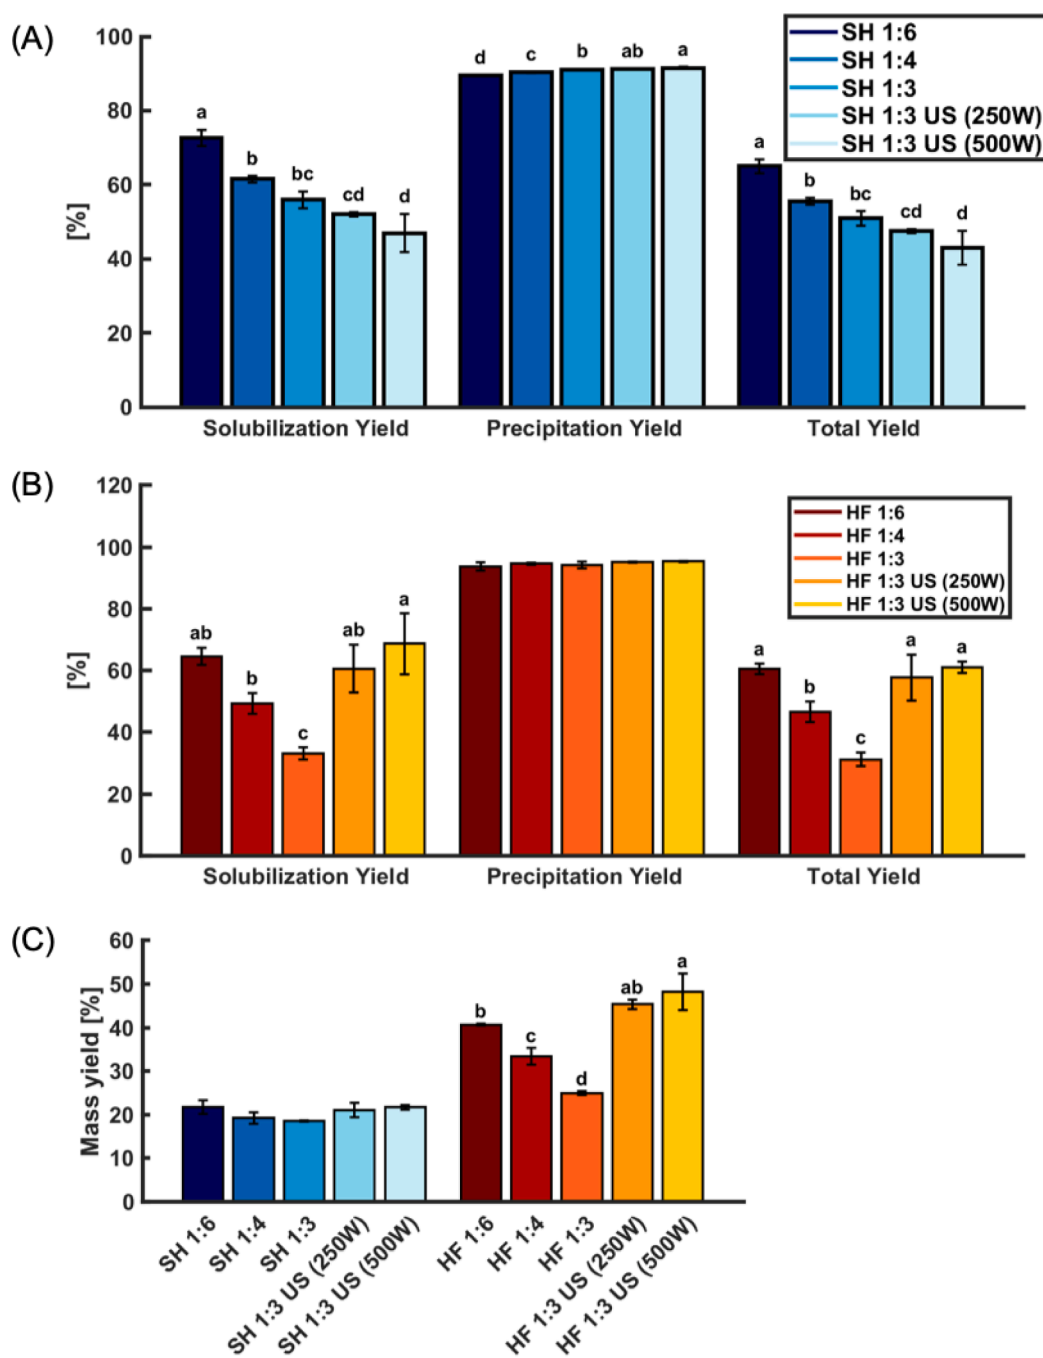 (A)
100
80
60
40
20
0
[%]
a
b
bc
cd
d
d
c
b
ab
a
a
b
bc
cd
d
SH 1:6
SH 1:4
SH 1:3
SH 1:3 US (250W)
SH 1:3 US (500W)
Solubilization Yield
Precipitation Yield
Total Yield
(B)
120
100
80
60
40
20
0
[%]
ab
b
c
ab
a
a
b
c
a
a
HF 1:6
HF 1:4
HF 1:3
HF 1:3 US (250W)
HF 1:3 US (500W)
Solubilization Yield
Precipitation Yield
Total Yield
(C)
60
50
40
30
20
10
0
Mass yield [%]
b
c
d
ab
a
SH 1:6
SH 1:4
SH 1:3
SH 1:3 US (250W)
SH 1:3 US (500W)
HF 1:6
HF 1:4
HF 1:3
HF 1:3 US (250W)
HF 1:3 US (500W)